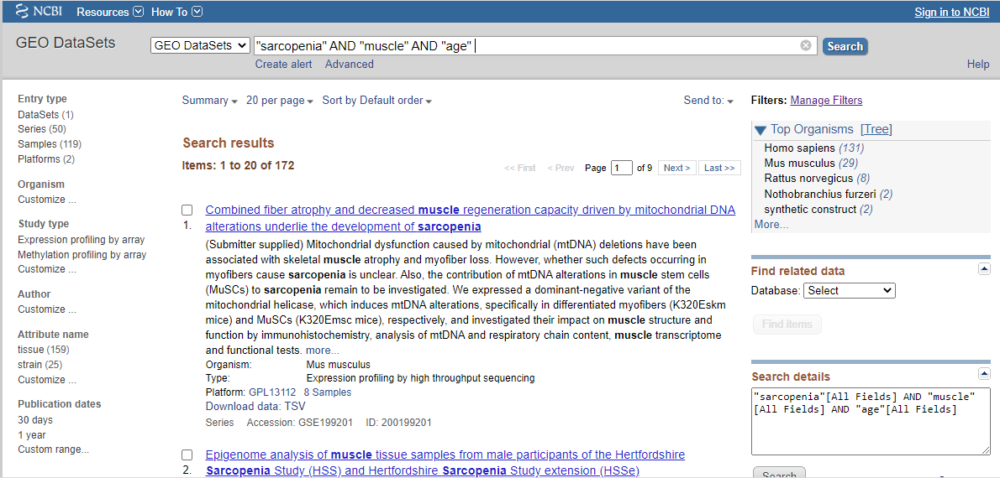 NCBI Resources How To Sign in to NCBI
GEO DataSets GEO DataSets "sarcopenia" AND "muscle" AND "age" Search
Create alert Advanced Help
Entry type
DataSets (1)
Series (50)
Samples (119)
Platforms (2)
Organism
Customize ...
Study type
Expression profiling by array
Methylation profiling by array
Customize ...
Author
Customize ...
Attribute name
tissue (159)
strain (25)
Customize ...
Publication dates
30 days
1 year
Custom range...
Summary 20 per page Sort by Default order Send to:
Search results
Items: 1 to 20 of 172
<< First < Prev Page 1 of 9 Next > Last >>
1. Combined fiber atrophy and decreased muscle regeneration capacity driven by mitochondrial DNA
alterations underlie the development of sarcopenia
(Submitter supplied) Mitochondrial dysfunction caused by mitochondrial (mtDNA) deletions have been
associated with skeletal muscle atrophy and myofiber loss. However, whether such defects occurring in
myofibers cause sarcopenia is unclear. Also, the contribution of mtDNA alterations in muscle stem cells
(MuSCs) to sarcopenia remain to be investigated. We expressed a dominant-negative variant of the
mitochondrial helicase, which induces mtDNA alterations, specifically in differentiated myofibers (K320Eskm
mice) and MuSCs (K320Emsc mice), respectively, and investigated their impact on muscle structure and
function by immunohistochemistry, analysis of mtDNA and respiratory chain content, muscle transcriptome
and functional tests. more...
Organism: Mus musculus
Type: Expression profiling by high throughput sequencing
Platform: GPL13112 8 Samples
Download data: TSV
Series Accession: GSE199201 ID: 200199201
2. Epigenome analysis of muscle tissue samples from male participants of the Hertfordshire
Sarcopenia Study (HSS) and Hertfordshire Sarcopenia Study extension (HSSe)
Filters: Manage Filters
Top Organisms [Tree]
Homo sapiens (131)
Mus musculus (29)
Rattus norvegicus (8)
Nothobranchius furzeri (2)
synthetic construct (2)
More...
Find related data
Database: Select
Find items
Search details
"sarcopenia"[All Fields] AND "muscle"
[All Fields] AND "age"[All Fields]
Search